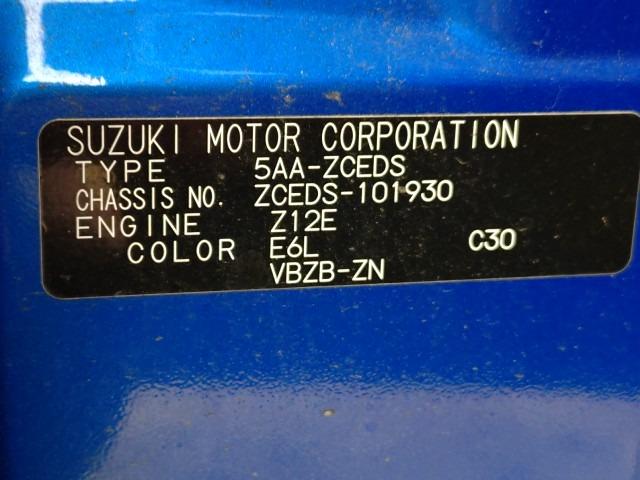 SUZUKI MOTOR CORPORATION
TYPE 5AA-ZCEDS
CHASSIS NO. ZCEDS-101930
ENGINE Z12E
COLOR E6L C30
VBZB-ZN